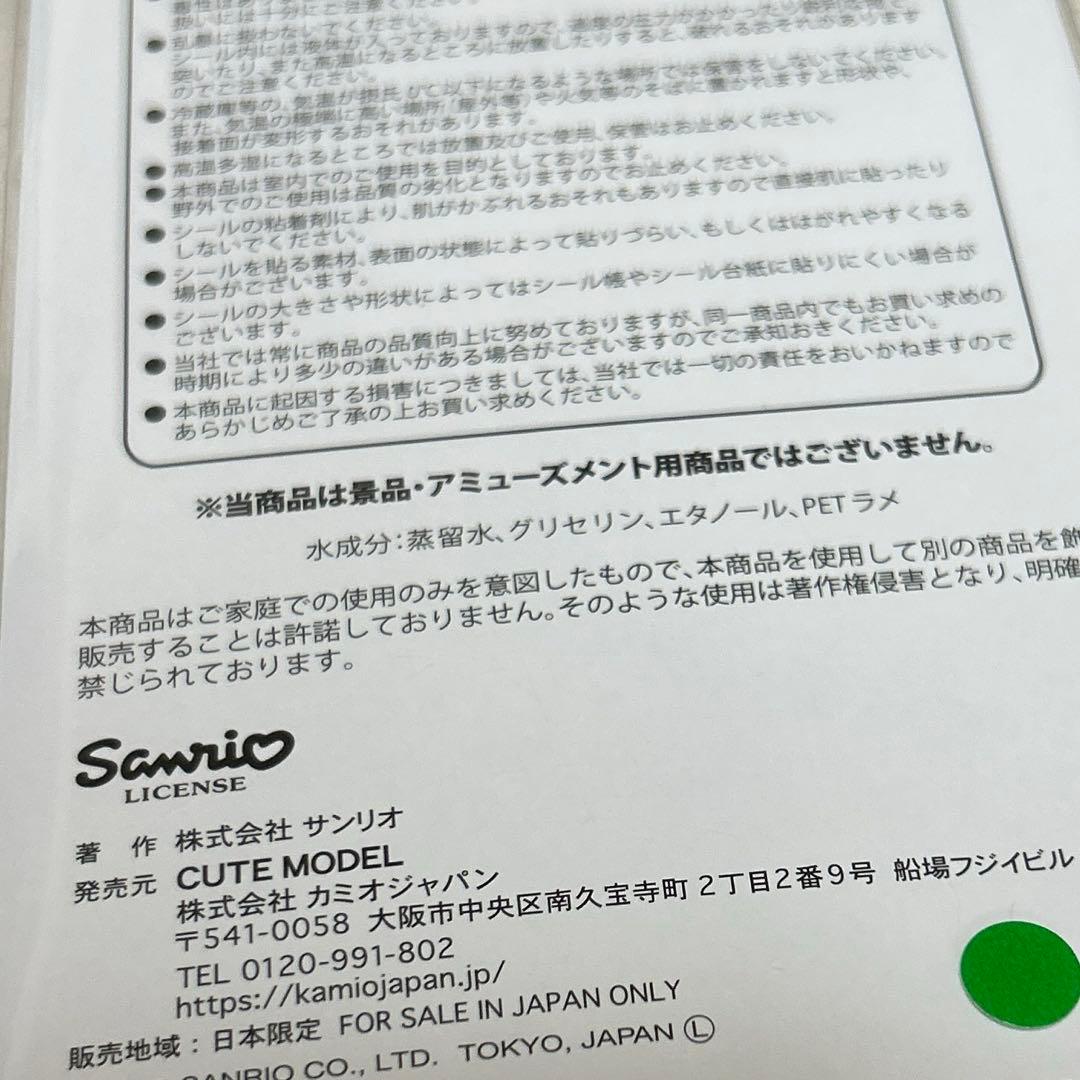 扱いには十分にご注意ください。
乱暴に扱わないでください。
シール内には液体が入っておりますので、過度の圧力がかかったり
突いたり、また高温になるところに放置したりすると、破れるおそれがあります
のでご注意ください。
冷蔵庫等の、気温が摂氏0℃以下になるような場所では保管をしないでください。
また、気温の極端に高い場所(屋外等)や火気等のそばに置かれますと形状や、
接着面が変形するおそれがあります。
● 高温多湿になるところでは放置及びご使用、保管はお止めください。
● 本商品は室内でのご使用を目的としております。
野外でのご使用は品質の劣化となりますのでお止めください。
● シールの粘着剤により、肌がかぶれるおそれもありますので直接肌に貼ったり
しないでください。
● シールを貼る素材、表面の状態によって貼りづらい、もしくははがれやすくなる
場合がございます。
● シールの大きさや形状によってはシール帳やシール台紙に貼りにくい場合が
ございます。
● 当社では常に商品の品質向上に努めておりますが、同一商品内でもお買い求めの
時期により多少の違いがある場合がございますのでご承知おきください。
● 本商品に起因する損害につきましては、当社では一切の責任をおいかねますので
あらかじめご了承の上お買い求めください。
※当商品は景品・アミューズメント用商品ではございません。
水成分：蒸留水、グリセリン、エタノール、PETラメ
本商品はご家庭での使用のみを意図したもので、本商品を使用して別の商品を飾
販売することは許諾しておりません。そのような使用は著作権侵害となり、明確
禁じられております。
Sanrio
LICENSE
著 作 株式会社 サンリオ
発売元 CUTE MODEL
株式会社 カミオジャパン
〒541-0058 大阪市中央区南久宝寺町 2丁目2番9号 船場フジイビル
TEL 0120-991-802
https://kamiojapan.jp/
販売地域：日本限定 FOR SALE IN JAPAN ONLY
SANRIO CO., LTD. TOKYO, JAPAN Ⓛ